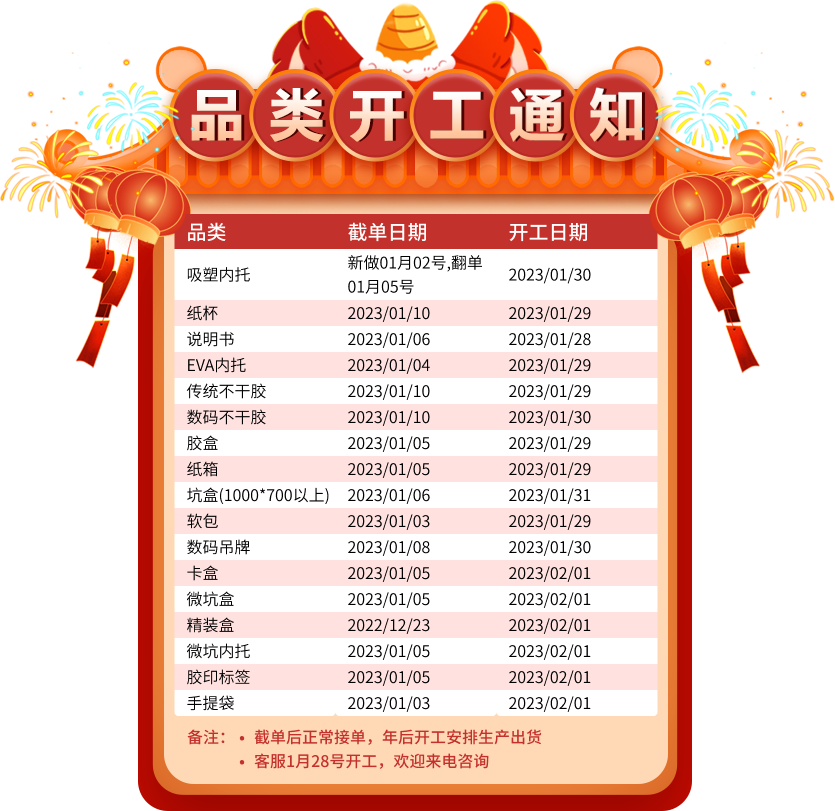 品类开工通知
品类 截单日期 开工日期
吸塑内托 新做01月02号,翻单 2023/01/30
01月05号
纸杯 2023/01/10 2023/01/29
说明书 2023/01/06 2023/01/28
EVA内托 2023/01/04 2023/01/29
传统不干胶 2023/01/10 2023/01/29
数码不干胶 2023/01/10 2023/01/30
胶盒 2023/01/05 2023/01/29
纸箱 2023/01/05 2023/01/29
坑盒(1000*700以上) 2023/01/06 2023/01/31
软包 2023/01/03 2023/01/29
数码吊牌 2023/01/08 2023/01/30
卡盒 2023/01/05 2023/02/01
微坑盒 2023/01/05 2023/02/01
精装盒 2022/12/23 2023/02/01
微坑内托 2023/01/05 2023/02/01
胶印标签 2023/01/05 2023/02/01
手提袋 2023/01/03 2023/02/01
备注: • 截单后正常接单，年后开工安排生产出货
• 客服1月28号开工，欢迎来电咨询